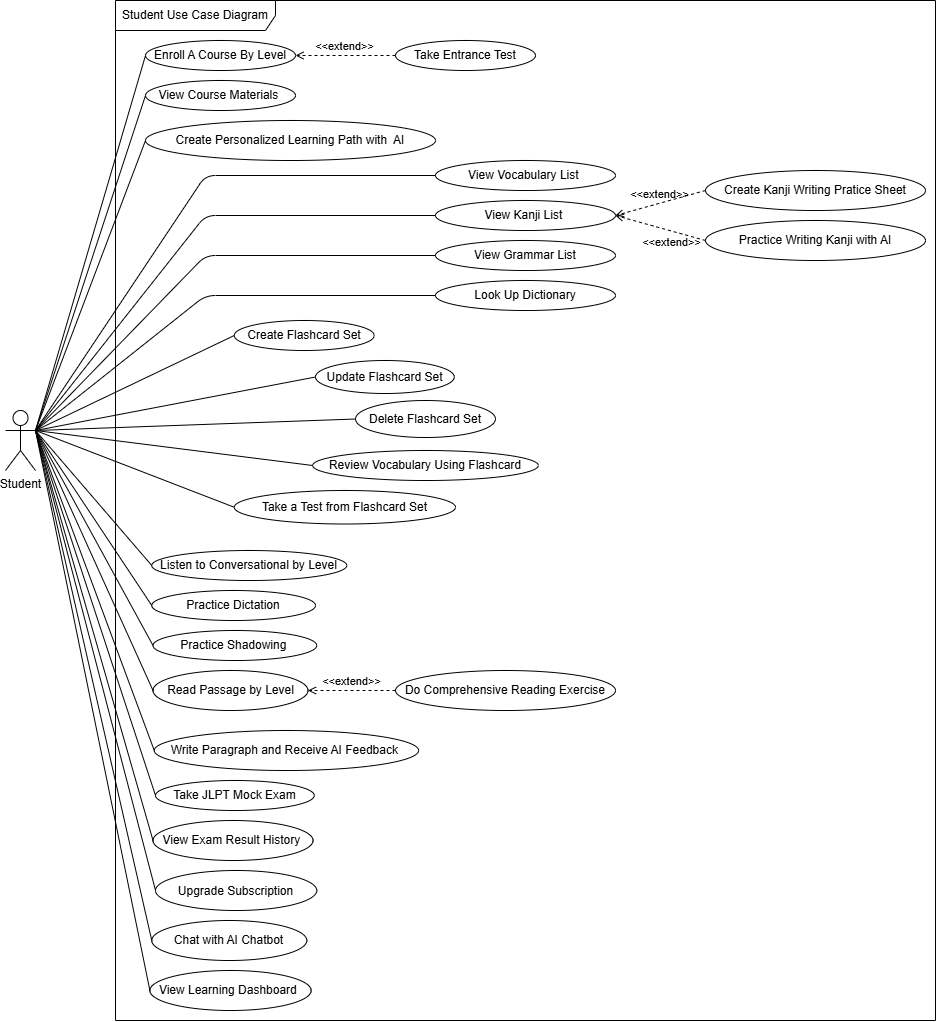 Student Use Case Diagram
Enroll A Course By Level
<<extend>>
Take Entrance Test
View Course Materials
Create Personalized Learning Path with AI
View Vocabulary List
View Kanji List
<<extend>>
Create Kanji Writing Pratice Sheet
<<extend>>
Practice Writing Kanji with AI
View Grammar List
Look Up Dictionary
Create Flashcard Set
Update Flashcard Set
Delete Flashcard Set
Review Vocabulary Using Flashcard
Student
Take a Test from Flashcard Set
Listen to Conversational by Level
Practice Dictation
Practice Shadowing
Read Passage by Level
<<extend>>
Do Comprehensive Reading Exercise
Write Paragraph and Receive AI Feedback
Take JLPT Mock Exam
View Exam Result History
Upgrade Subscription
Chat with AI Chatbot
View Learning Dashboard